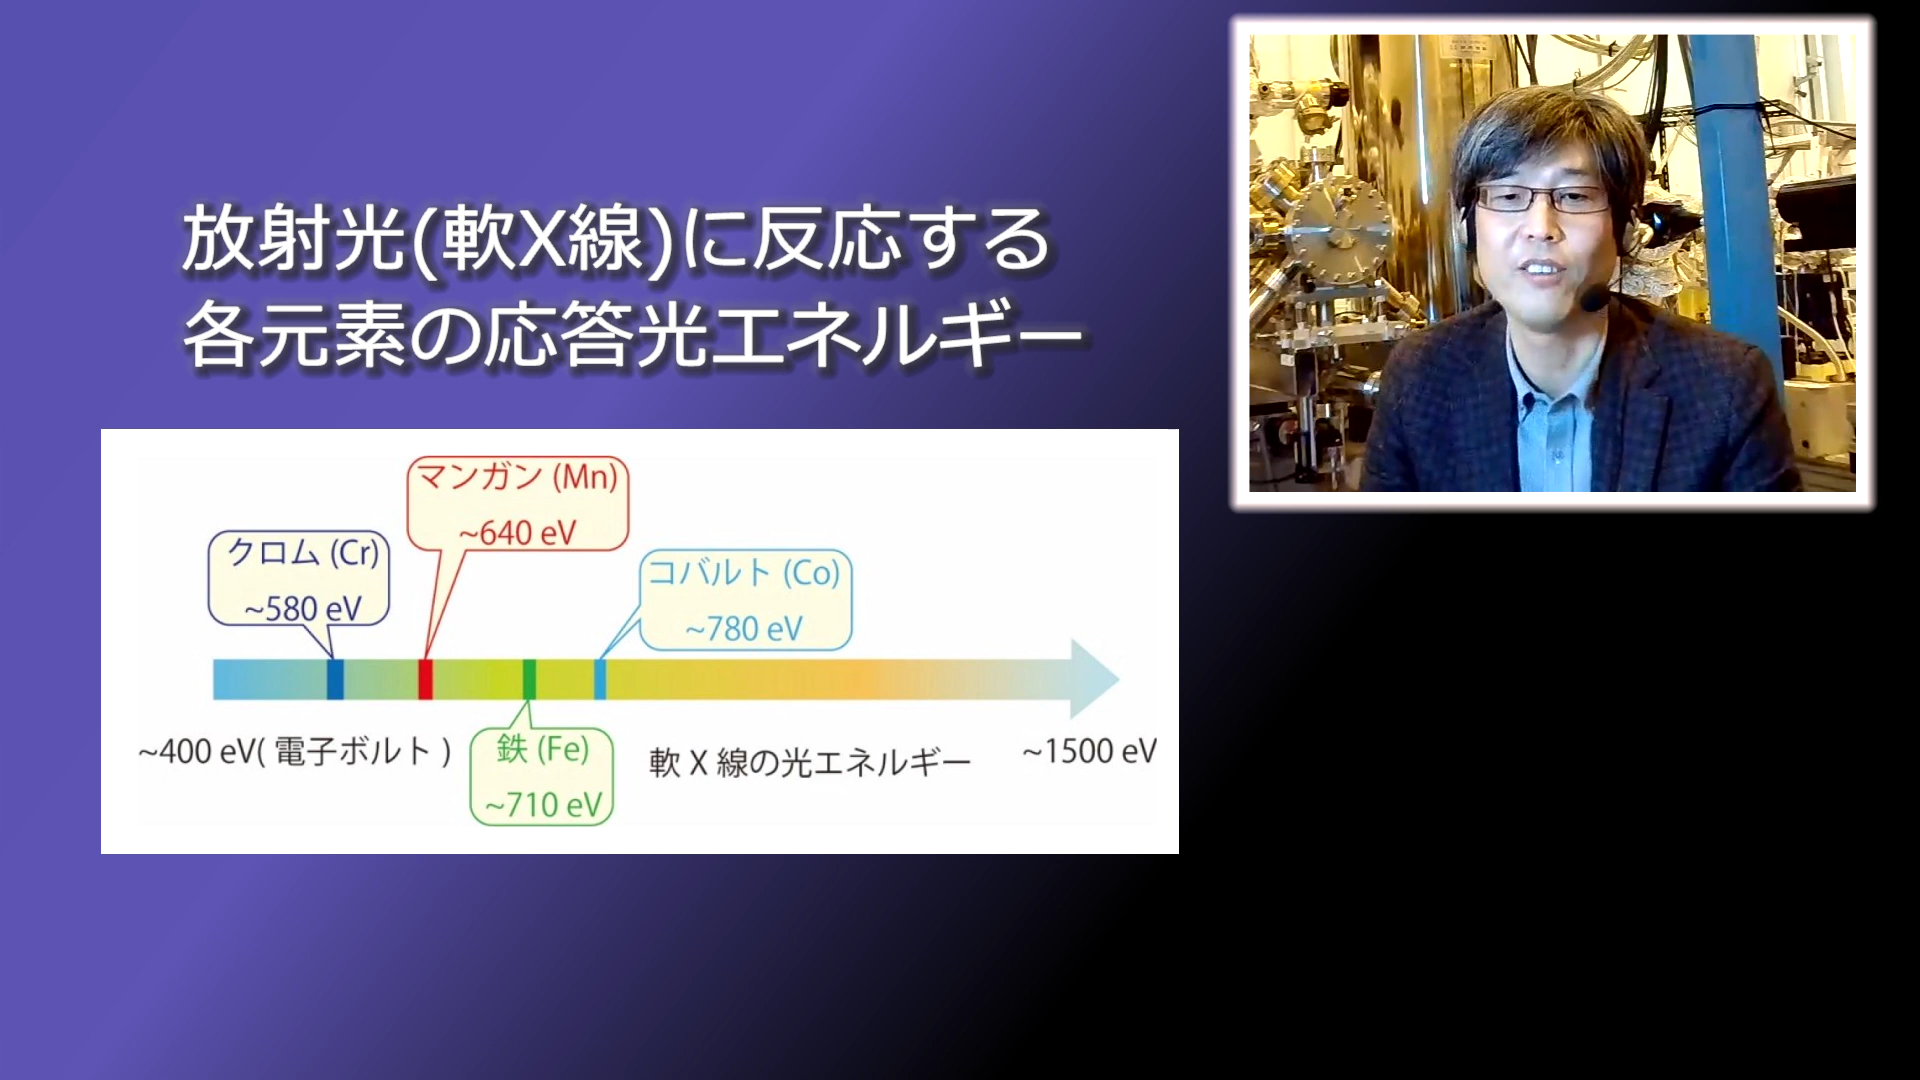 放射光(軟X線)に反応する
各元素の応答光エネルギー
マンガン (Mn)
~640 eV
クロム (Cr)
~580 eV
コバルト (Co)
~780 eV
~400 eV( 電子ボルト )
鉄 (Fe)
~710 eV
軟 X 線の光エネルギー
~1500 eV